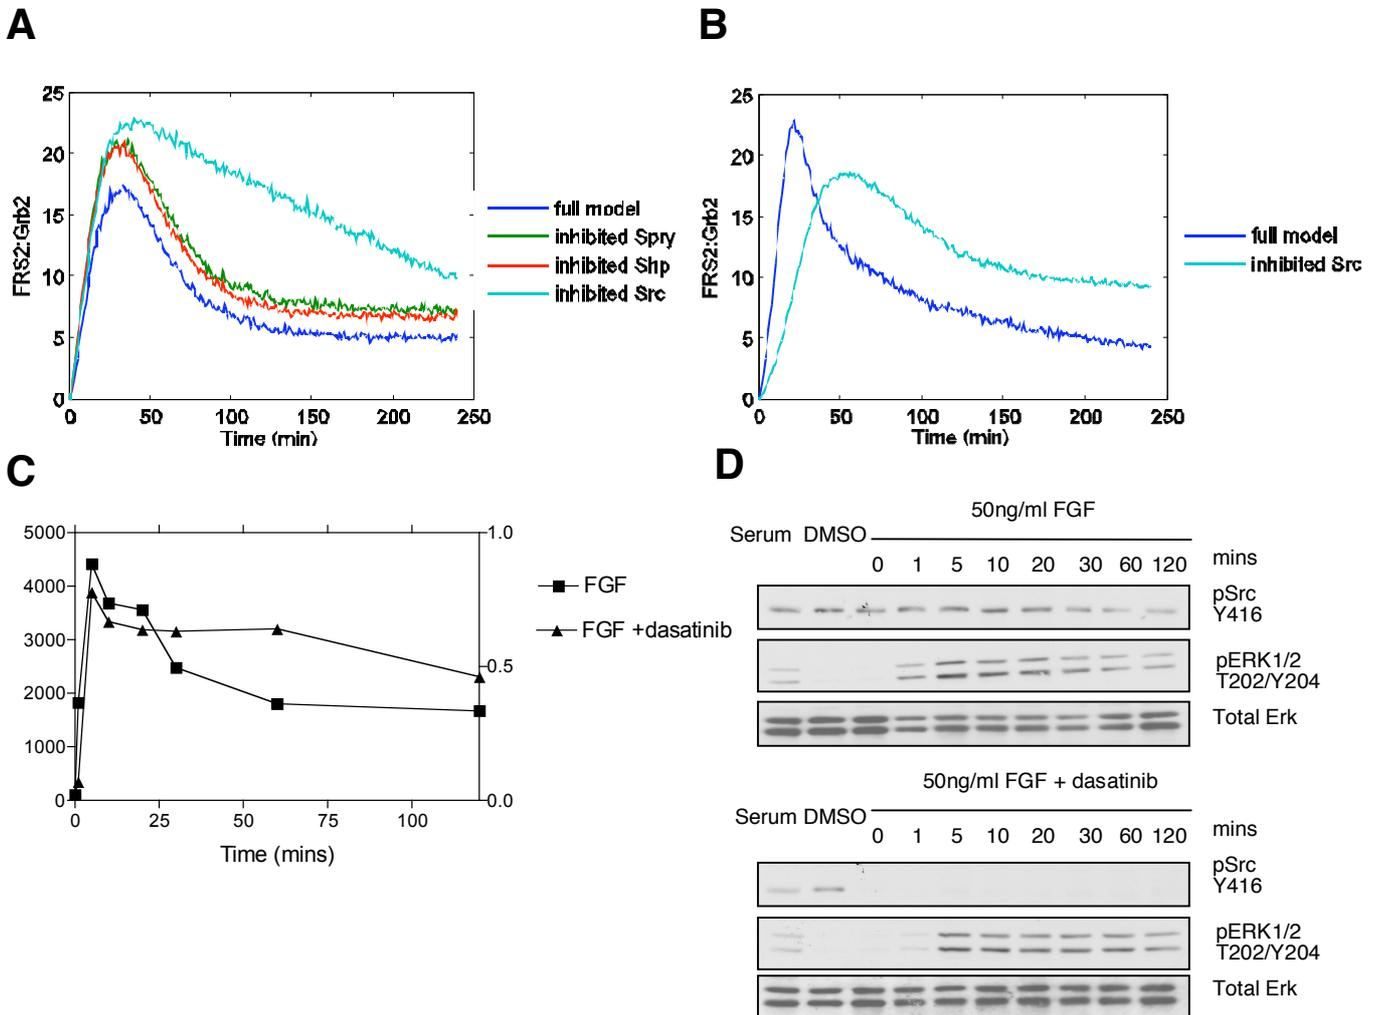 A
25
20
15
10
5
0
FRS2:Grb2
0 50 100 150 200 250
Time (min)
full model
inhibited Spry
inhibited Shp
inhibited Src
B
25
20
15
10
5
0
FRS2:Grb2
0 50 100 150 200 250
Time (min)
full model
inhibited Src
C
5000
4000
3000
2000
1000
0
1.0
0.5
0.0
0 25 50 75 100
Time (mins)
FGF
FGF +dasatinib
D
50ng/ml FGF
Serum DMSO
0 1 5 10 20 30 60 120 mins
pSrc
Y416
pERK1/2
T202/Y204
Total Erk
50ng/ml FGF + dasatinib
Serum DMSO
0 1 5 10 20 30 60 120 mins
pSrc
Y416
pERK1/2
T202/Y204
Total Erk